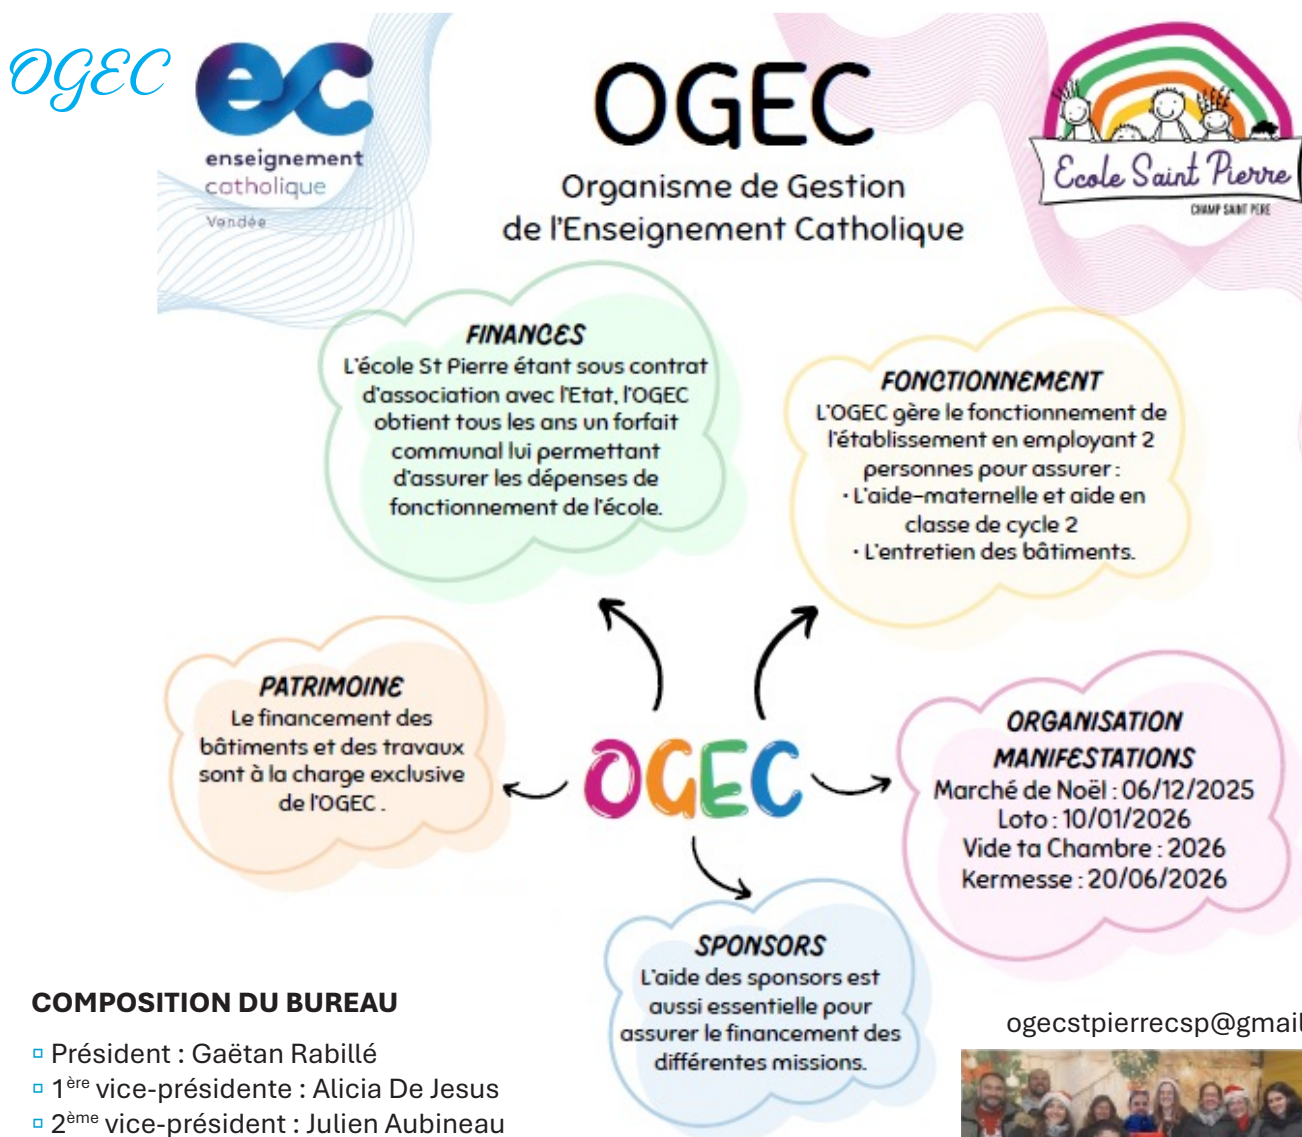 OGEC
ec
enseignement
catholique
Vendée
OGEC
Organisme de Gestion
de l'Enseignement Catholique
Ecole Saint Pierre
CHAMP SAINT PERE
FINANCES
L'école St Pierre étant sous contrat
d'association avec l'Etat, l'OGEC
obtient tous les ans un forfait
communal lui permettant
d'assurer les dépenses de
fonctionnement de l'école.
FONCTIONNEMENT
L'OGEC gère le fonctionnement de
l'établissement en employant 2
personnes pour assurer :
· L'aide-maternelle et aide en
classe de cycle 2
· L'entretien des bâtiments.
PATRIMOINE
Le financement des
bâtiments et des travaux
sont à la charge exclusive
de l'OGEC .
OGEC
ORGANISATION
MANIFESTATIONS
Marché de Noël : 06/12/2025
Loto : 10/01/2026
Vide ta Chambre : 2026
Kermesse : 20/06/2026
SPONSORS
L'aide des sponsors est
aussi essentielle pour
assurer le financement des
différentes missions.
COMPOSITION DU BUREAU
▫ Président : Gaëtan Rabillé
▫ 1ère vice-présidente : Alicia De Jesus
▫ 2ème vice-président : Julien Aubineau
ogecstpierrecsp@gmail